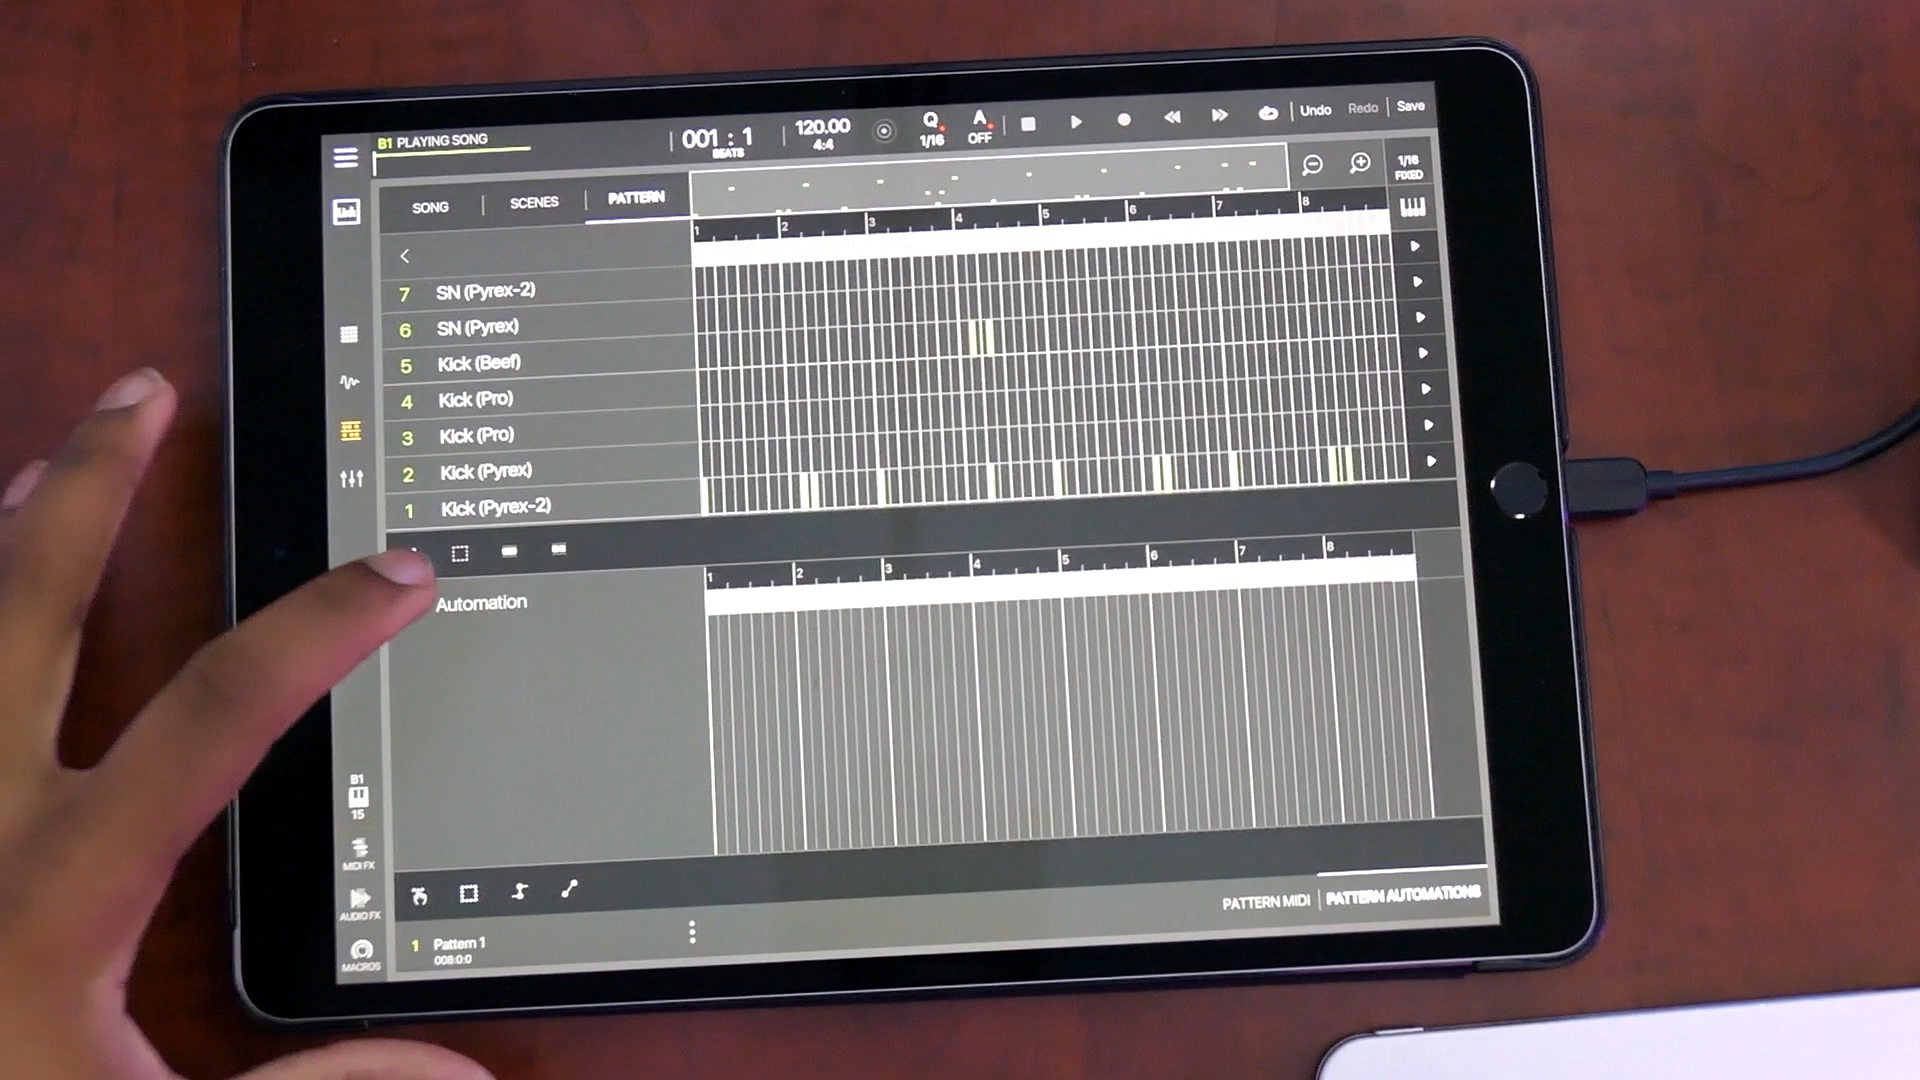 B1 PLAYING SONG
001 : 1
BEATS
120.00
4:4
Q
1/16
A
OFF
Undo
Redo
Save
Link
SONG
SCENES
PATTERN
1/16
FIXED
1 2 3 4 5 6 7 8
7 SN (Pyrex-2)
6 SN (Pyrex)
5 Kick (Beef)
4 Kick (Pro)
3 Kick (Pro)
2 Kick (Pyrex)
1 Kick (Pyrex-2)
1 2 3 4 5 6 7 8
Automation
B1
15
MIDI FX
AUDIO FX
MACROS
PATTERN MIDI
PATTERN AUTOMATIONS
1 Pattern 1
008:0:0